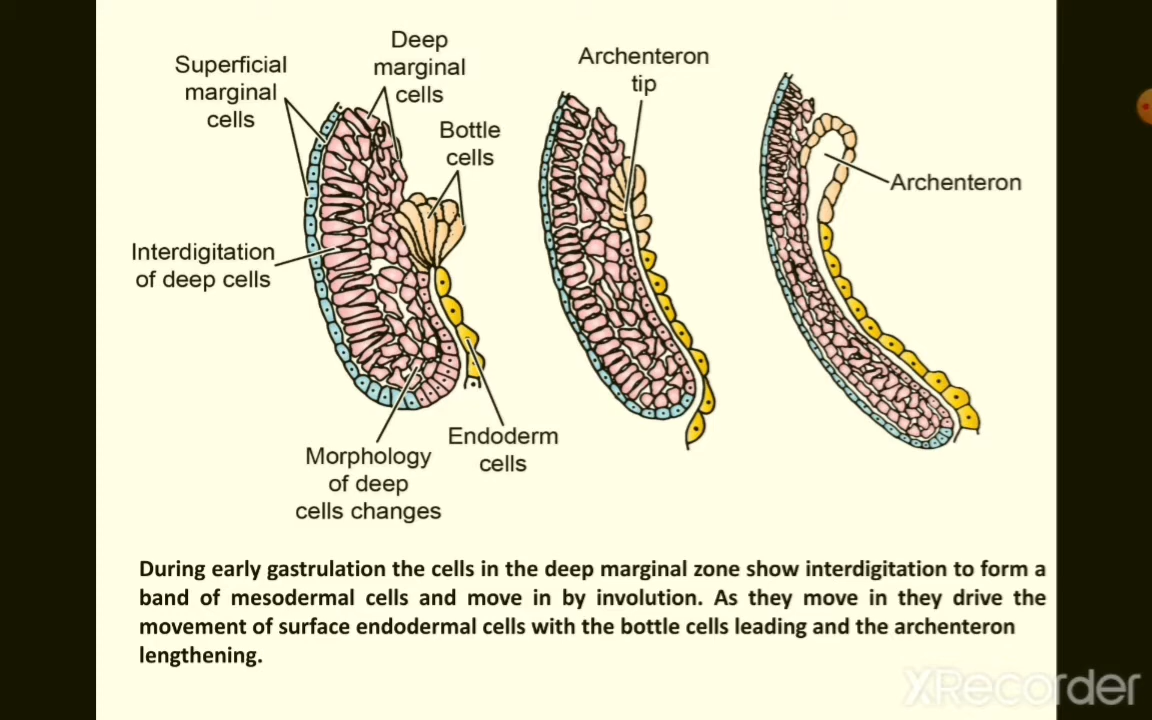 Superficial
marginal
cells
Deep
marginal
cells
Bottle
cells
Interdigitation
of deep cells
Morphology
of deep
cells changes
Endoderm
cells
Archenteron
tip
Archenteron
During early gastrulation the cells in the deep marginal zone show interdigitation to form a
band of mesodermal cells and move in by involution. As they move in they drive the
movement of surface endodermal cells with the bottle cells leading and the archenteron
lengthening.
XRecorder